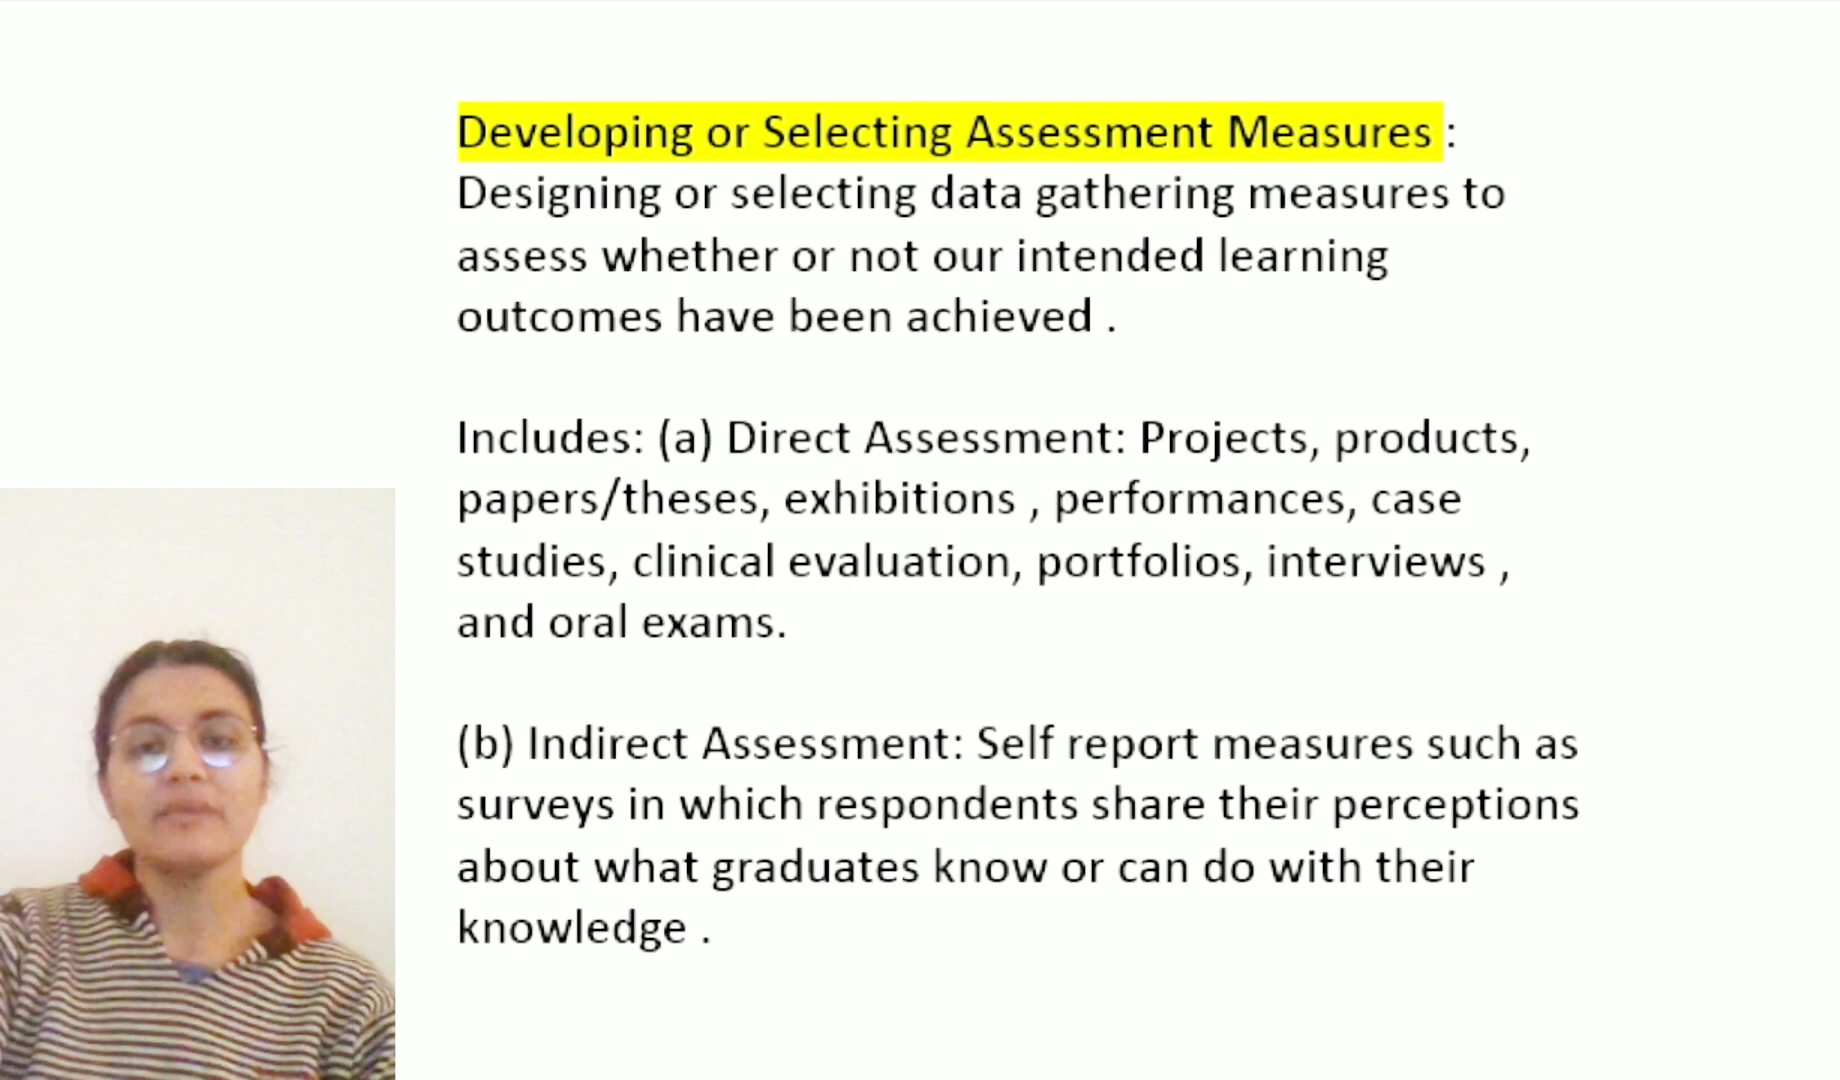 Developing or Selecting Assessment Measures :
Designing or selecting data gathering measures to
assess whether or not our intended learning
outcomes have been achieved .
Includes: (a) Direct Assessment: Projects, products,
papers/theses, exhibitions , performances, case
studies, clinical evaluation, portfolios, interviews ,
and oral exams.
(b) Indirect Assessment: Self report measures such as
surveys in which respondents share their perceptions
about what graduates know or can do with their
knowledge .